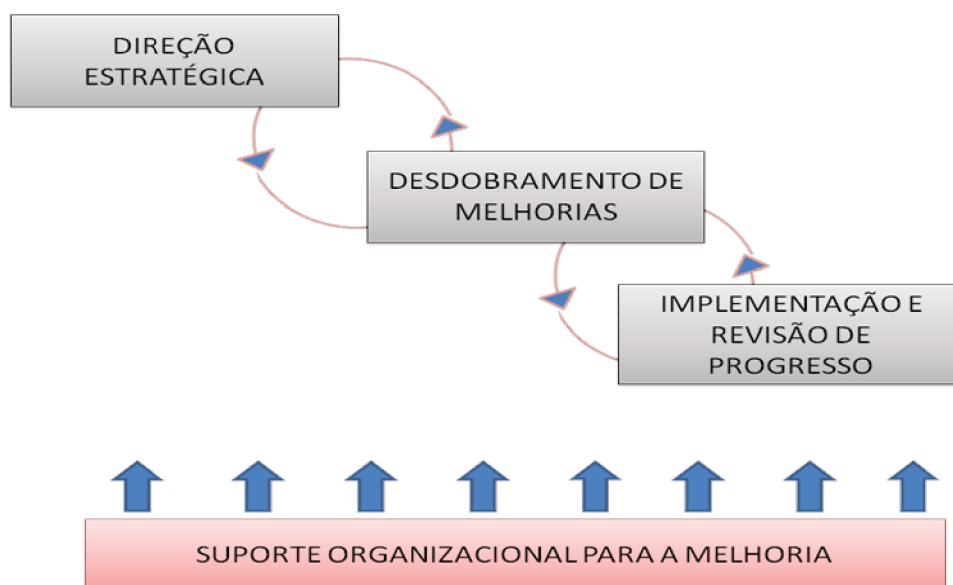 DIREÇÃO
ESTRATÉGICA
DESDOBRAMENTO DE
MELHORIAS
IMPLEMENTAÇÃO E
REVISÃO DE
PROGRESSO
SUPORTE ORGANIZACIONAL PARA A MELHORIA